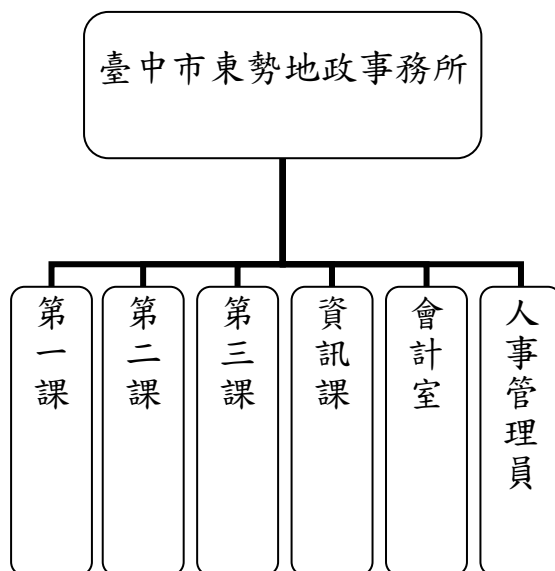 臺中市東勢地政事務所
第一課
第二課
第三課
資訊課
會計室
人事管理員